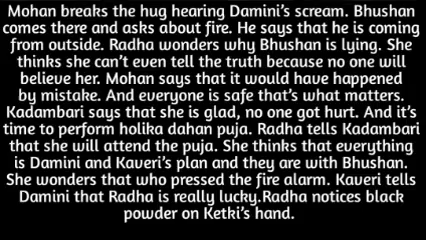 Mohan breaks the hug hearing Damini's scream. Bhushan
comes there and asks about fire. He says that he is coming
from outside. Radha wonders why Bhushan is lying. She
thinks she can't even tell the truth because no one will
believe her. Mohan says that it would have happened
by mistake. And everyone is safe that's what matters.
Kadambari says that she is glad, no one got hurt. And it's
time to perform holika dahan puja. Radha tells Kadambari
that she will attend the puja. She thinks that everything
is Damini and Kaveri's plan and they are with Bhushan.
She wonders that who pressed the fire alarm. Kaveri tells
Damini that Radha is really lucky.Radha notices black
powder on Ketki's hand.